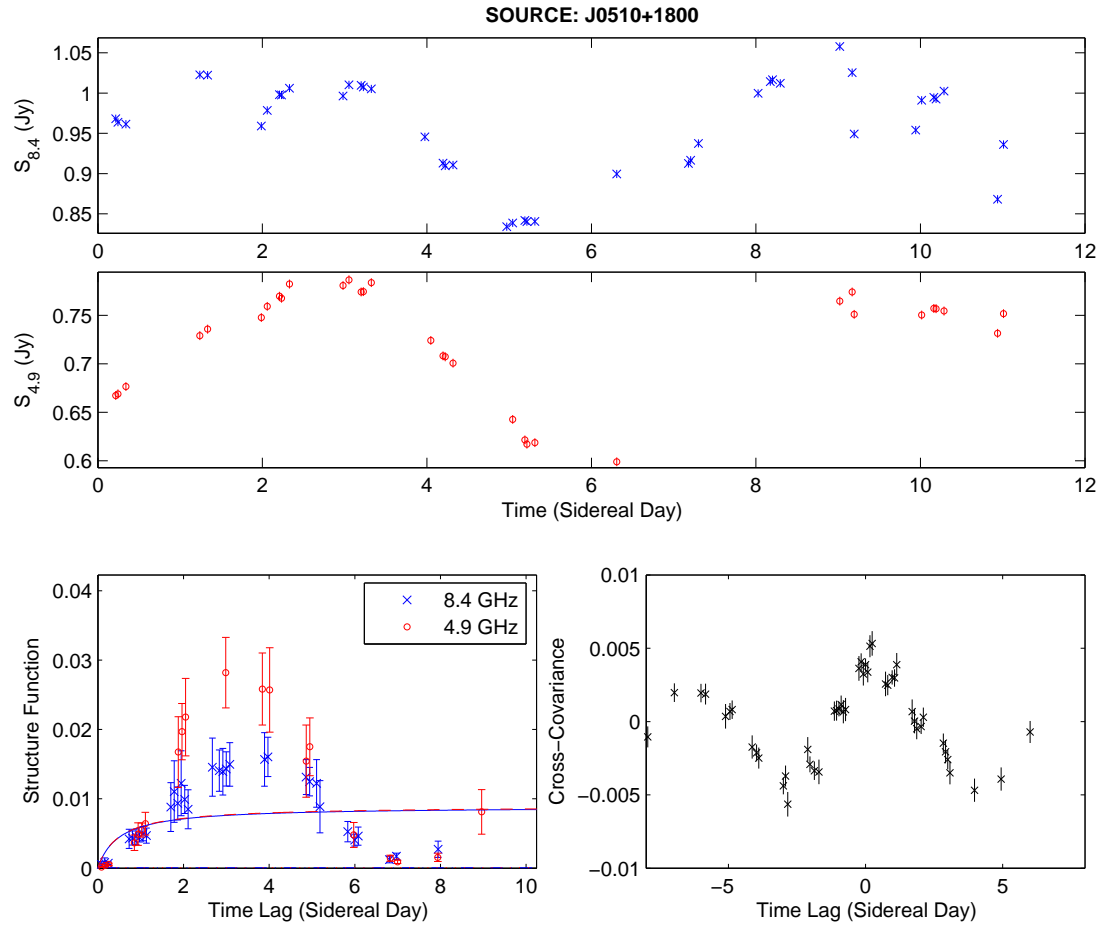 SOURCE: J0510+1800
1.05
1
0.95
0.9
0.85
S8.4 (Jy)
0 2 4 6 8 10 12
0.75
0.7
0.65
0.6
S4.9 (Jy)
0 2 4 6 8 10 12
Time (Sidereal Day)
0.04
0.03
0.02
0.01
0
Structure Function
8.4 GHz
4.9 GHz
0 2 4 6 8 10
Time Lag (Sidereal Day)
0.01
0.005
0
−0.005
−0.01
Cross−Covariance
−5 0 5
Time Lag (Sidereal Day)